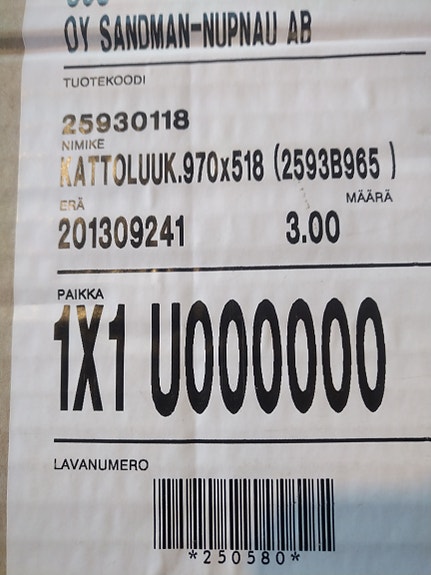 OY SANDMAN-NUPNAU AB
TUOTEKOODI
25930118
NIMIKE
KATTOLUUK.970x518 (2593B965 )
ERÄ MÄÄRÄ
201309241 3.00
PAIKKA
1X1 U000000
LAVANUMERO
*250580*